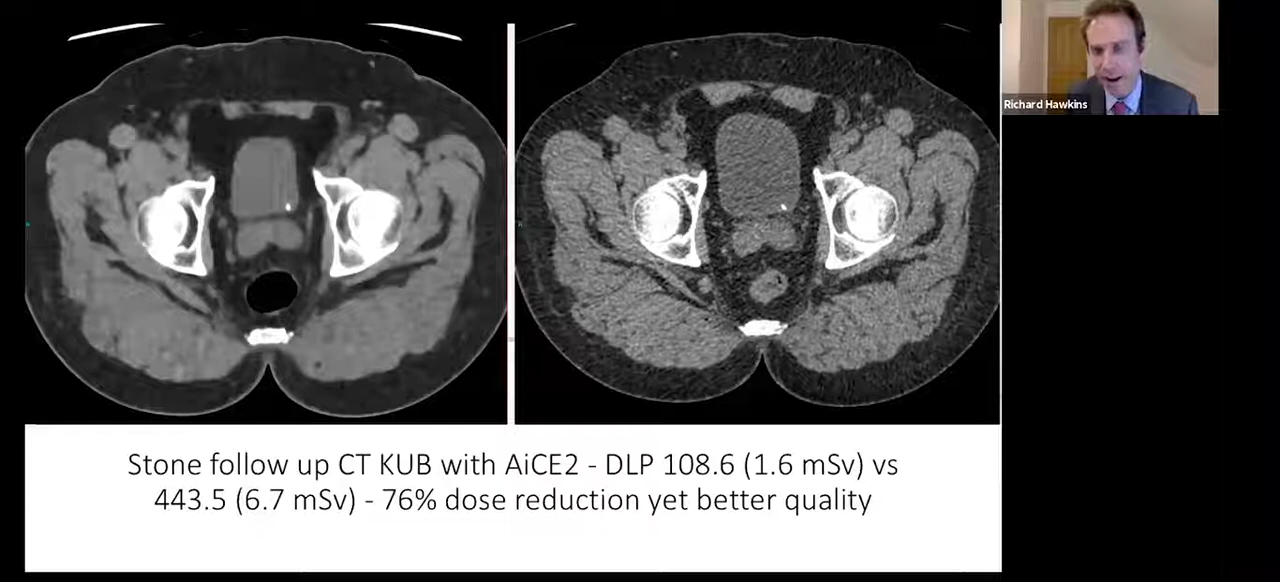 Richard Hawkins
Stone follow up CT KUB with AiCE2 - DLP 108.6 (1.6 mSv) vs
443.5 (6.7 mSv) - 76% dose reduction yet better quality